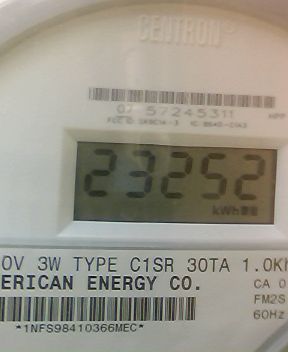 CENTRON®
07 57245311
23252
kWh
0V 3W TYPE C1SR 30TA 1.0K
ERICAN ENERGY CO.
CA 0
FM2S
60Hz
*1NFS98410366MEC*